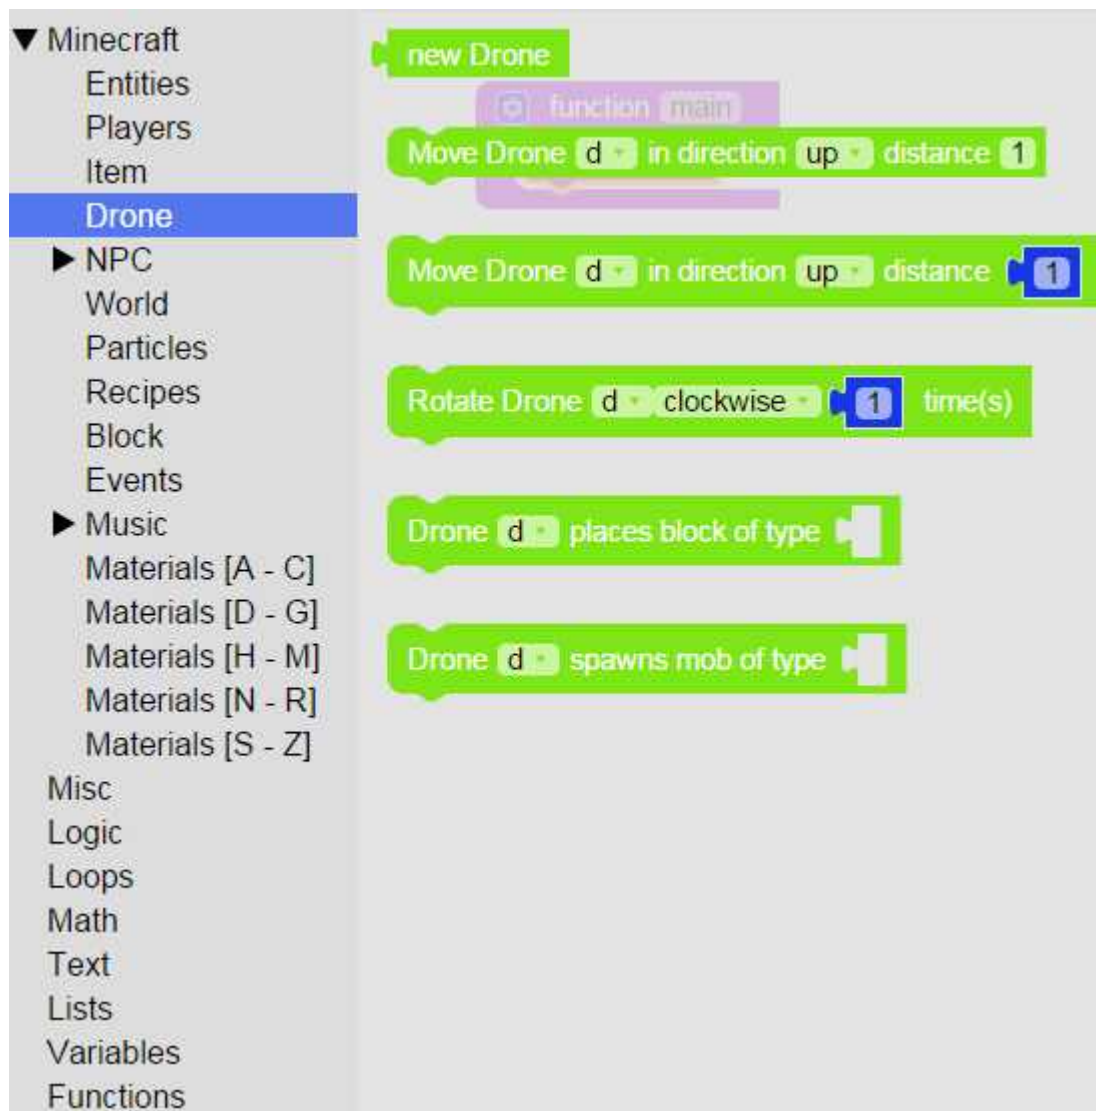 ▼ Minecraft
Entities
Players
Item
Drone
▶ NPC
World
Particles
Recipes
Block
Events
▶ Music
Materials [A - C]
Materials [D - G]
Materials [H - M]
Materials [N - R]
Materials [S - Z]
Misc
Logic
Loops
Math
Text
Lists
Variables
Functions
new Drone
function main
Move Drone d in direction up distance 1
Move Drone d in direction up distance 1
Rotate Drone d clockwise 1 time(s)
Drone d places block of type
Drone d spawns mob of type